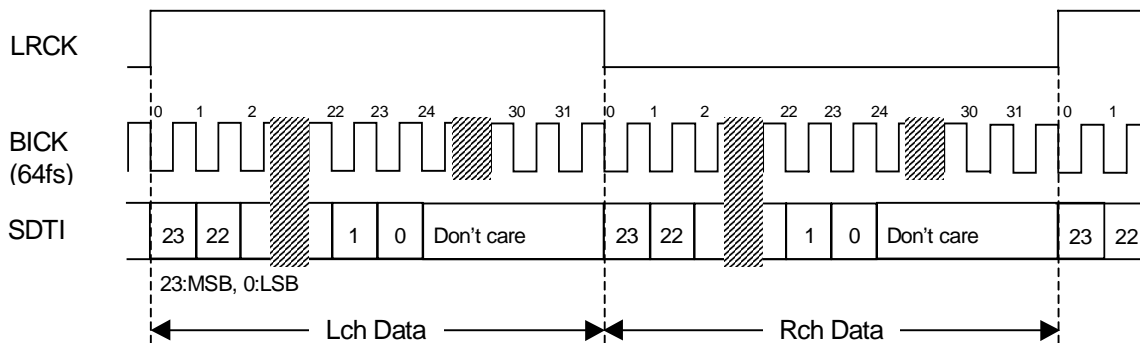 LRCK
0 1 2 22 23 24 30 31 0 1 2 22 23 24 30 31 0 1
BICK
(64fs)
SDTI 23 22 1 0 Don't care 23 22 1 0 Don't care 23 22
23:MSB, 0:LSB
Lch Data Rch Data